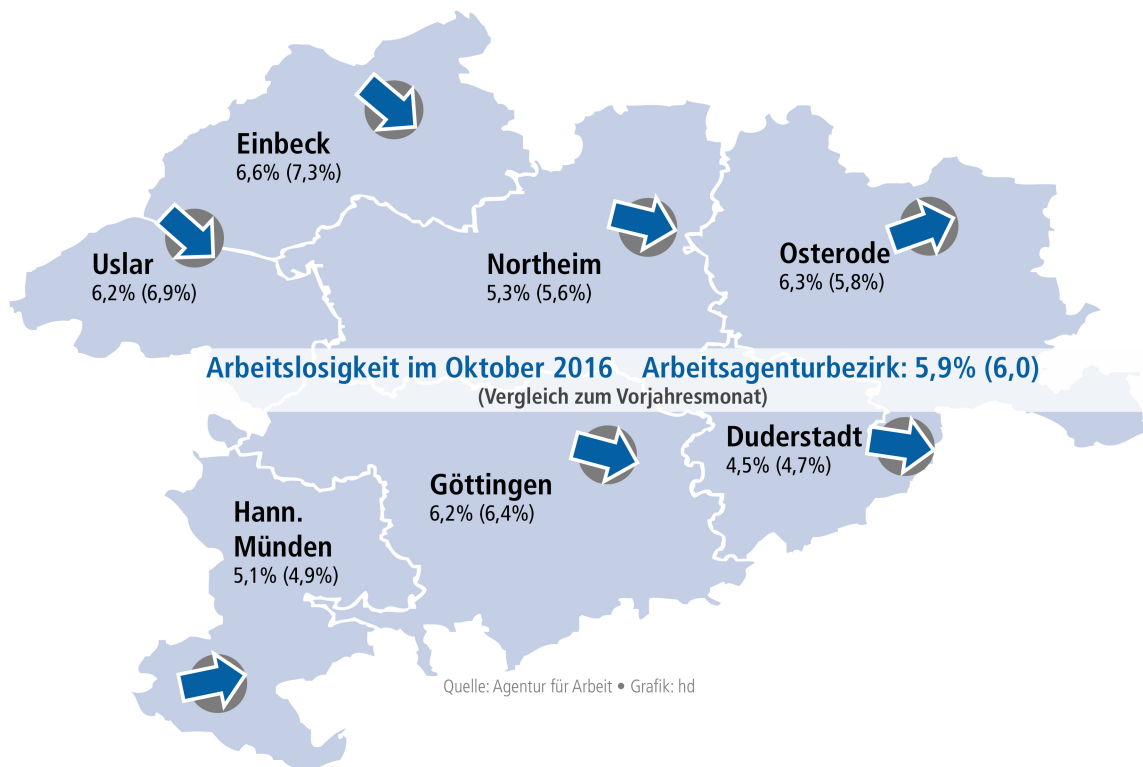 Einbeck
6,6% (7,3%)
Uslar
6,2% (6,9%)
Northeim
5,3% (5,6%)
Osterode
6,3% (5,8%)
Arbeitslosigkeit im Oktober 2016 Arbeitsagenturbezirk: 5,9% (6,0)
(Vergleich zum Vorjahresmonat)
Duderstadt
4,5% (4,7%)
Göttingen
6,2% (6,4%)
Hann.
Münden
5,1% (4,9%)
Quelle: Agentur für Arbeit • Grafik: hd